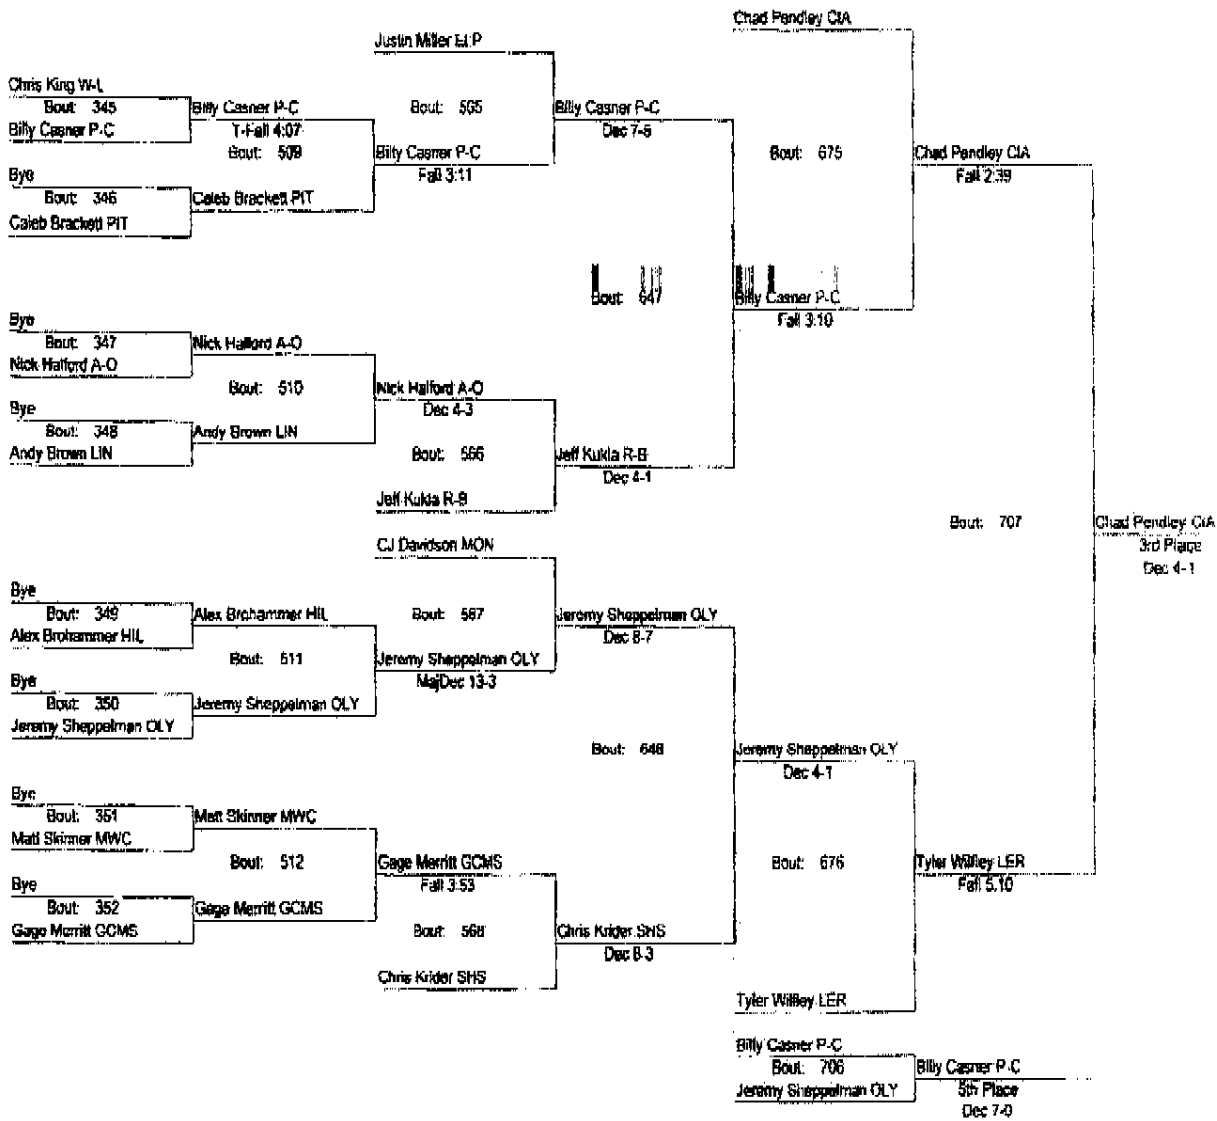 Chad Pendley CIA
Justin Miller
Chris King W-L
Bout: 345
Billy Casner P-C
Bout: 565
Billy Casner P-C
Billy Casner P-C
T-Fall 4:07
Dec
Bout: 509
Billy Casner P-C
Bout: 675
Chad Pendley CIA
Bye
Fall 3:11
Fall 2:39
Bout: 346
Caleb Brackett PIT
Caleb Brackett PIT
Bout: 647
Billy Casner P-C
Bye
Fall 3:10
Bout: 347
Nick Halford A-O
Nick Halford A-O
Bout: 510
Nick Halford A-O
Bye
Dec 4-3
Bout: 348
Andy Brown LIN
Andy Brown LIN
Bout: 566
Jeff Kukla R-B
Dec 4-1
Jeff Kukla R-B
Bout: 707
Chad Pendley CIA
CJ Davidson MON
3rd Place
Dec 4-1
Bye
Bout: 349
Alex Brohammer HIL
Bout: 567
Jeremy Sheppelman OLY
Alex Brohammer HIL
Dec 8-7
Bout: 511
Jeremy Sheppelman OLY
Bye
MajDec 13-3
Bout: 350
Jeremy Sheppelman OLY
Jeremy Sheppelman OLY
Bout: 648
Jeremy Sheppelman OLY
Dec 4-1
Bye
Bout: 351
Matt Skinner MWC
Matt Skinner MWC
Bout: 512
Gage Merritt GCMS
Bout: 676
Tyler Willey LER
Bye
Fall 3:53
Fall 5:10
Bout: 352
Gage Merritt GCMS
Gage Merritt GCMS
Bout: 568
Chris Krider SHS
Dec 8-3
Chris Krider SHS
Tyler Willey LER
Billy Casner P-C
Bout: 706
Billy Casner P-C
Jeremy Sheppelman OLY
5th Place
Dec 7-0